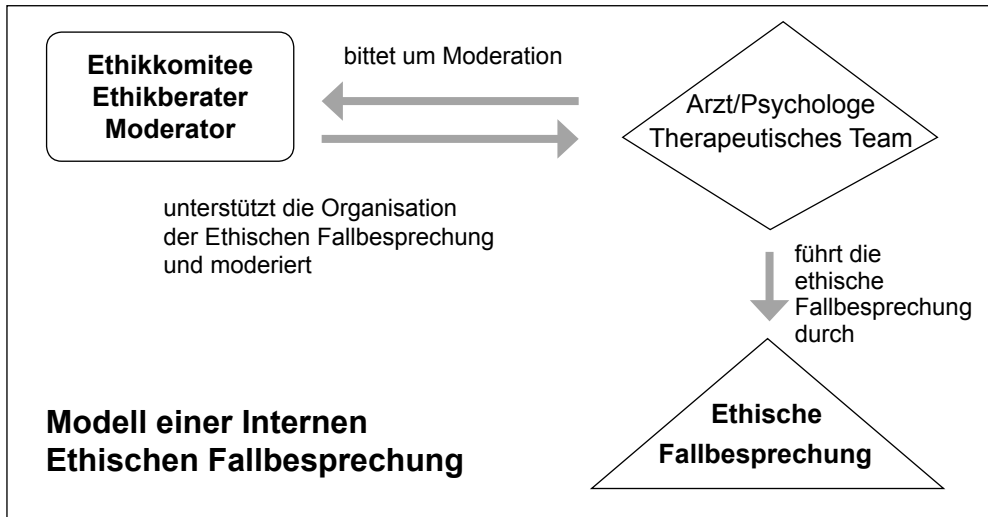 Ethikkomitee
Ethikberater
Moderator
bittet um Moderation
Arzt/Psychologe
Therapeutisches Team
unterstützt die Organisation
der Ethischen Fallbesprechung
und moderiert
führt die
ethische
Fallbesprechung
durch
Modell einer Internen
Ethischen Fallbesprechung
Ethische
Fallbesprechung